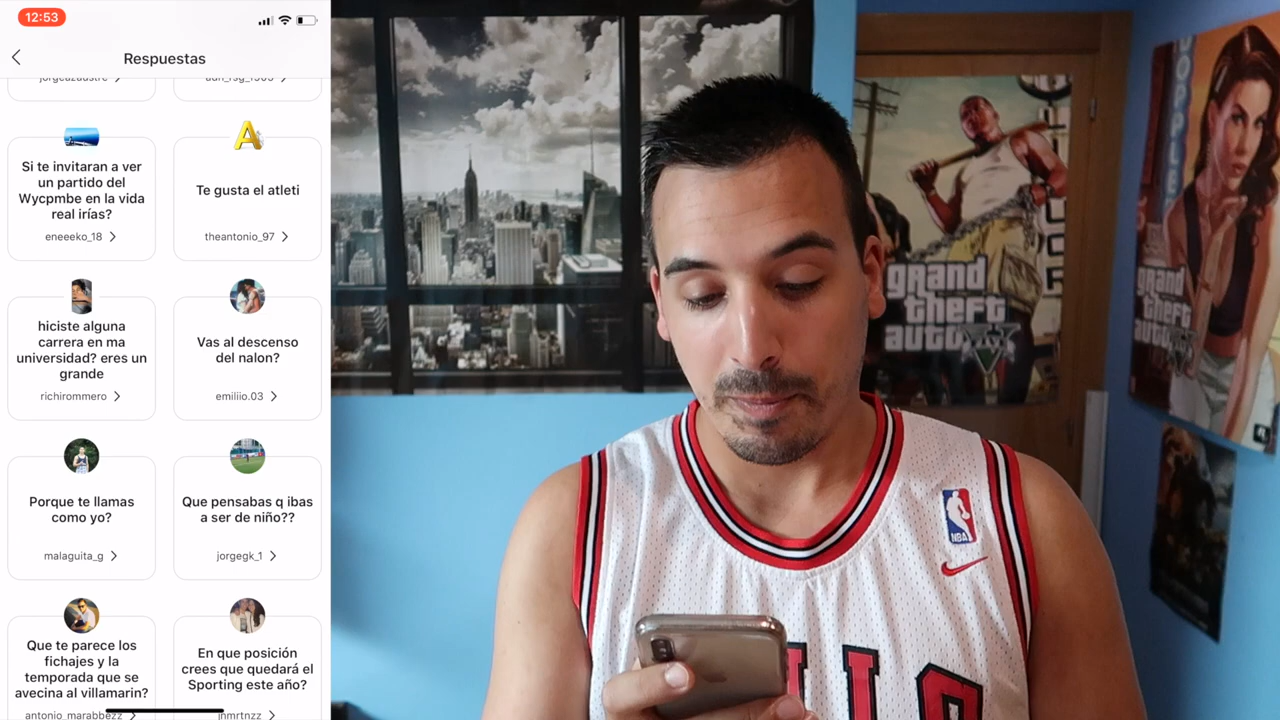 12:53
Respuestas
Si te invitaran a ver
un partido del
Wycpmbe en la vida
real irías?
eneeeko_18
Te gusta el atleti
theantonio_97
hiciste alguna
carrera en ma
universidad? eres un
grande
richirommero
Vas al descenso
del nalon?
emiliio.03
Porque te llamas
como yo?
malaguita_g
Que pensabas q ibas
a ser de niño??
jorgegk_1
Que te parece los
fichajes y la
temporada que se
avecina al villamarin?
antonio_marabbezz
En que posición
crees que quedará el
Sporting este año?
jnmrtnzz
grand
theft
auto
V
grand
theft
auto
NBA